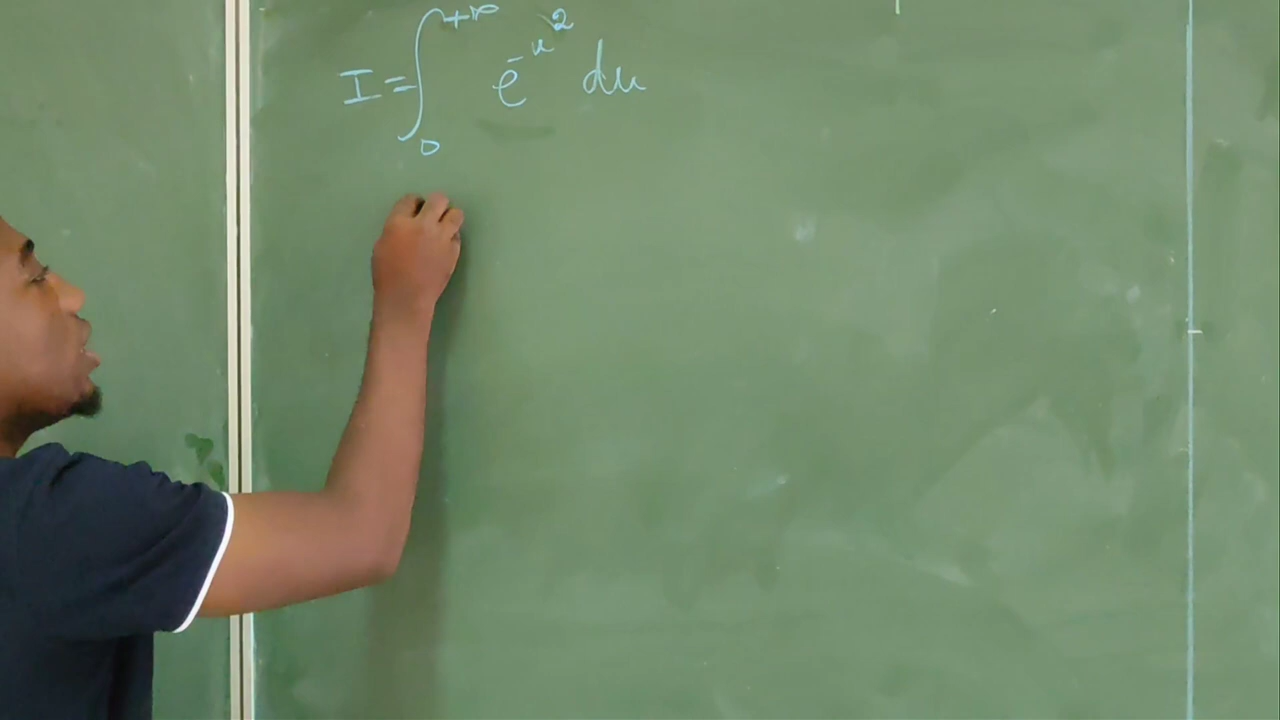 I = ∫₀^{+∞} e^{-u²} du